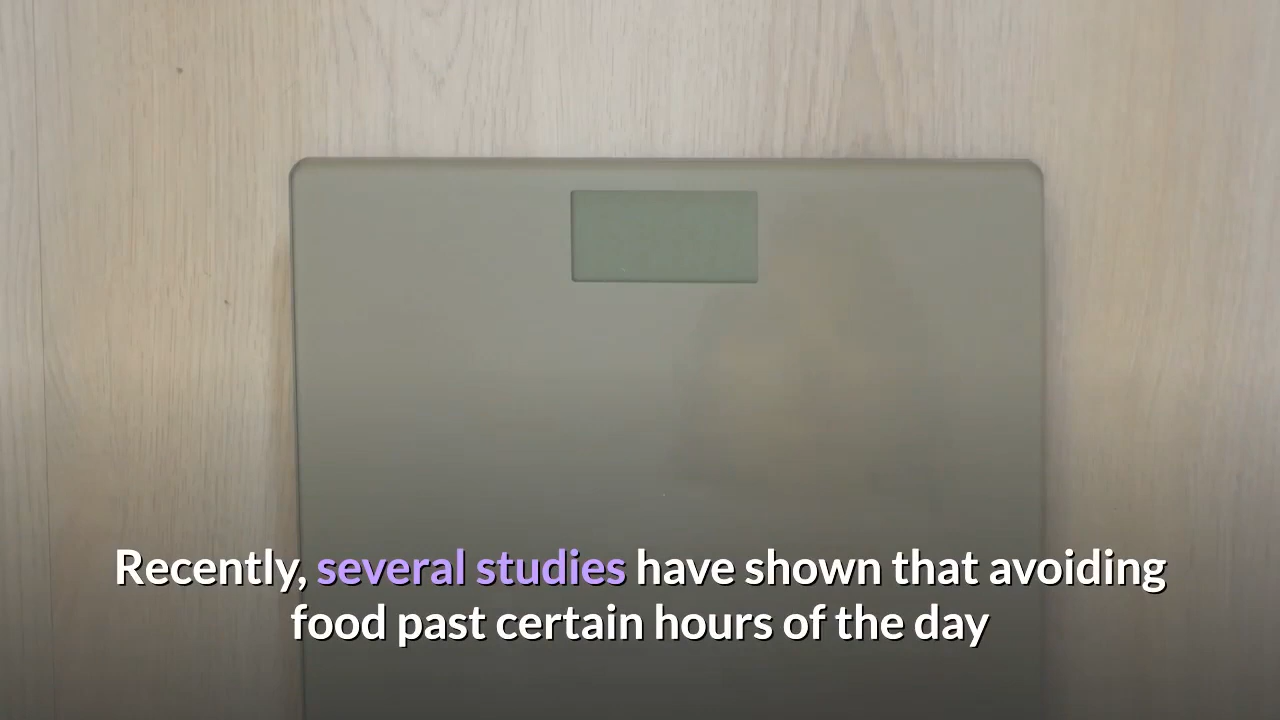 Recently, several studies have shown that avoiding
food past certain hours of the day